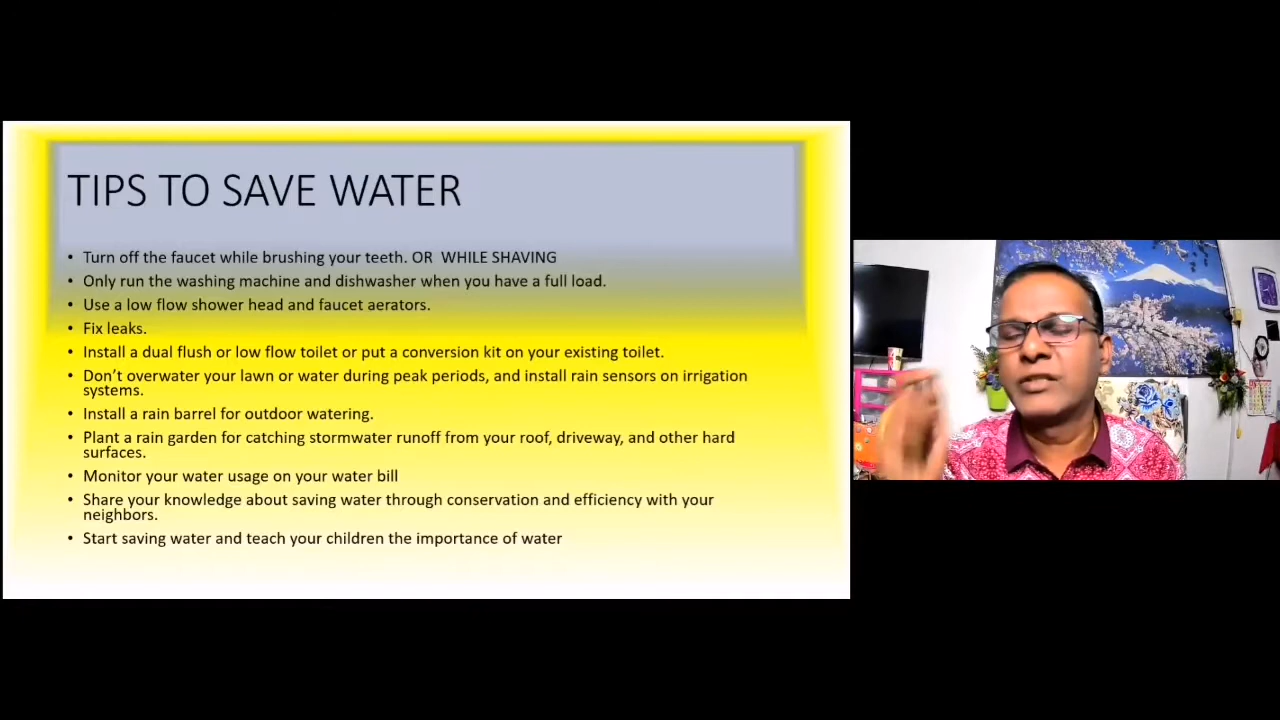 TIPS TO SAVE WATER
• Turn off the faucet while brushing your teeth. OR  WHILE SHAVING
• Only run the washing machine and dishwasher when you have a full load.
• Use a low flow shower head and faucet aerators.
• Fix leaks.
• Install a dual flush or low flow toilet or put a conversion kit on your existing toilet.
• Don’t overwater your lawn or water during peak periods, and install rain sensors on irrigation
systems.
• Install a rain barrel for outdoor watering.
• Plant a rain garden for catching stormwater runoff from your roof, driveway, and other hard
surfaces.
• Monitor your water usage on your water bill
• Share your knowledge about saving water through conservation and efficiency with your
neighbors.
• Start saving water and teach your children the importance of water